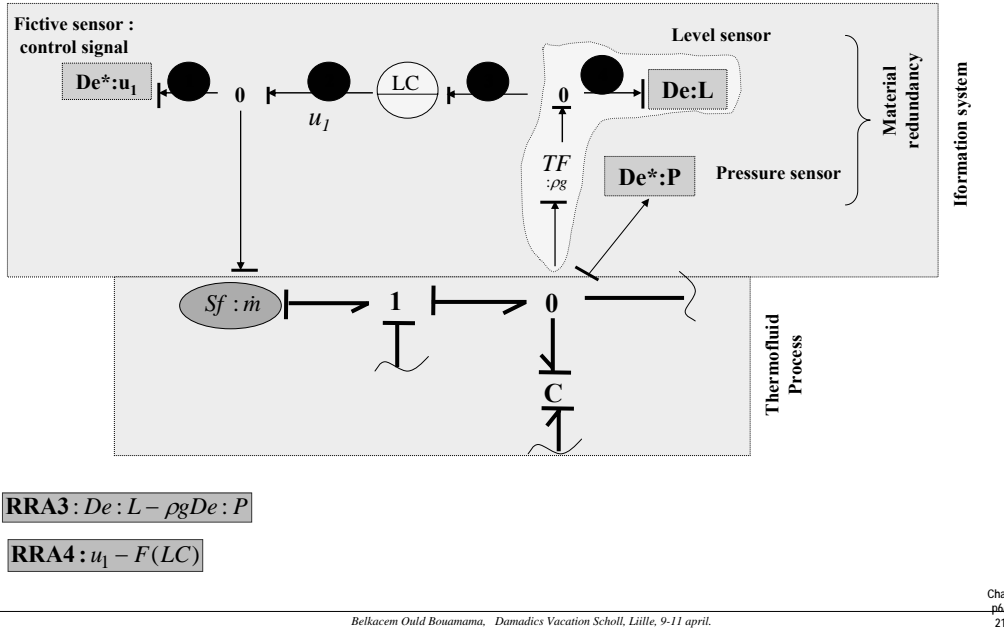 Fictive sensor :
control signal
De*:u₁
0
u₁
LC
0
Level sensor
De:L
TF
:ρg
De*:P
Pressure sensor
Material
redundancy
Iformation system
Sf : ṁ
1
0
C
Thermofluid
Process
RRA3 : De : L – ρgDe : P
RRA4 : u₁ – F(LC)
Cha
p6
21
Belkacem Ould Bouamama, Damadics Vacation Scholl, Liille, 9-11 april.